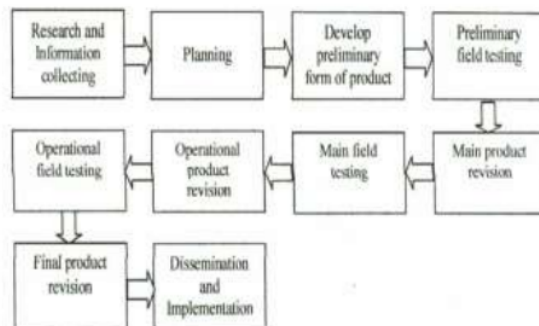 Research and
Information
collecting
Planning
Develop
preliminary
form of product
Preliminary
field testing
Operational
field testing
Operational
product
revision
Main field
testing
Main product
revision
Final product
revision
Dissemination
and
Implementation